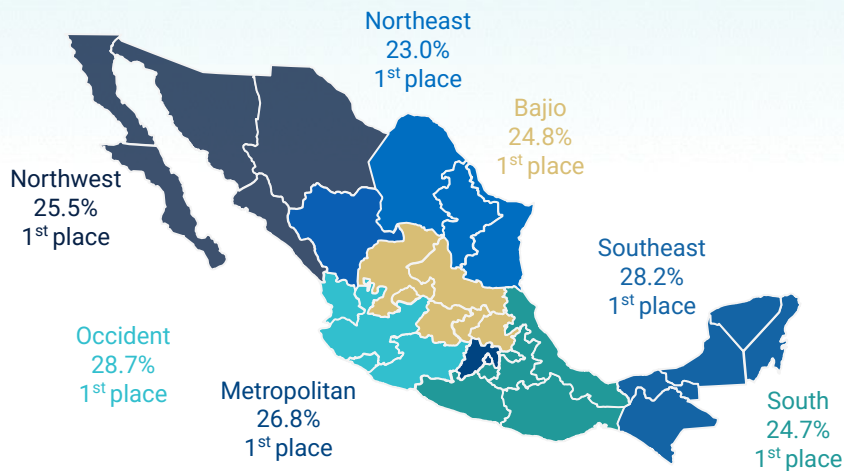 Northeast
23.0%
1st place
Bajio
24.8%
1st place
Northwest
25.5%
1st place
Southeast
28.2%
1st place
Occident
28.7%
1st place
Metropolitan
26.8%
1st place
South
24.7%
1st place